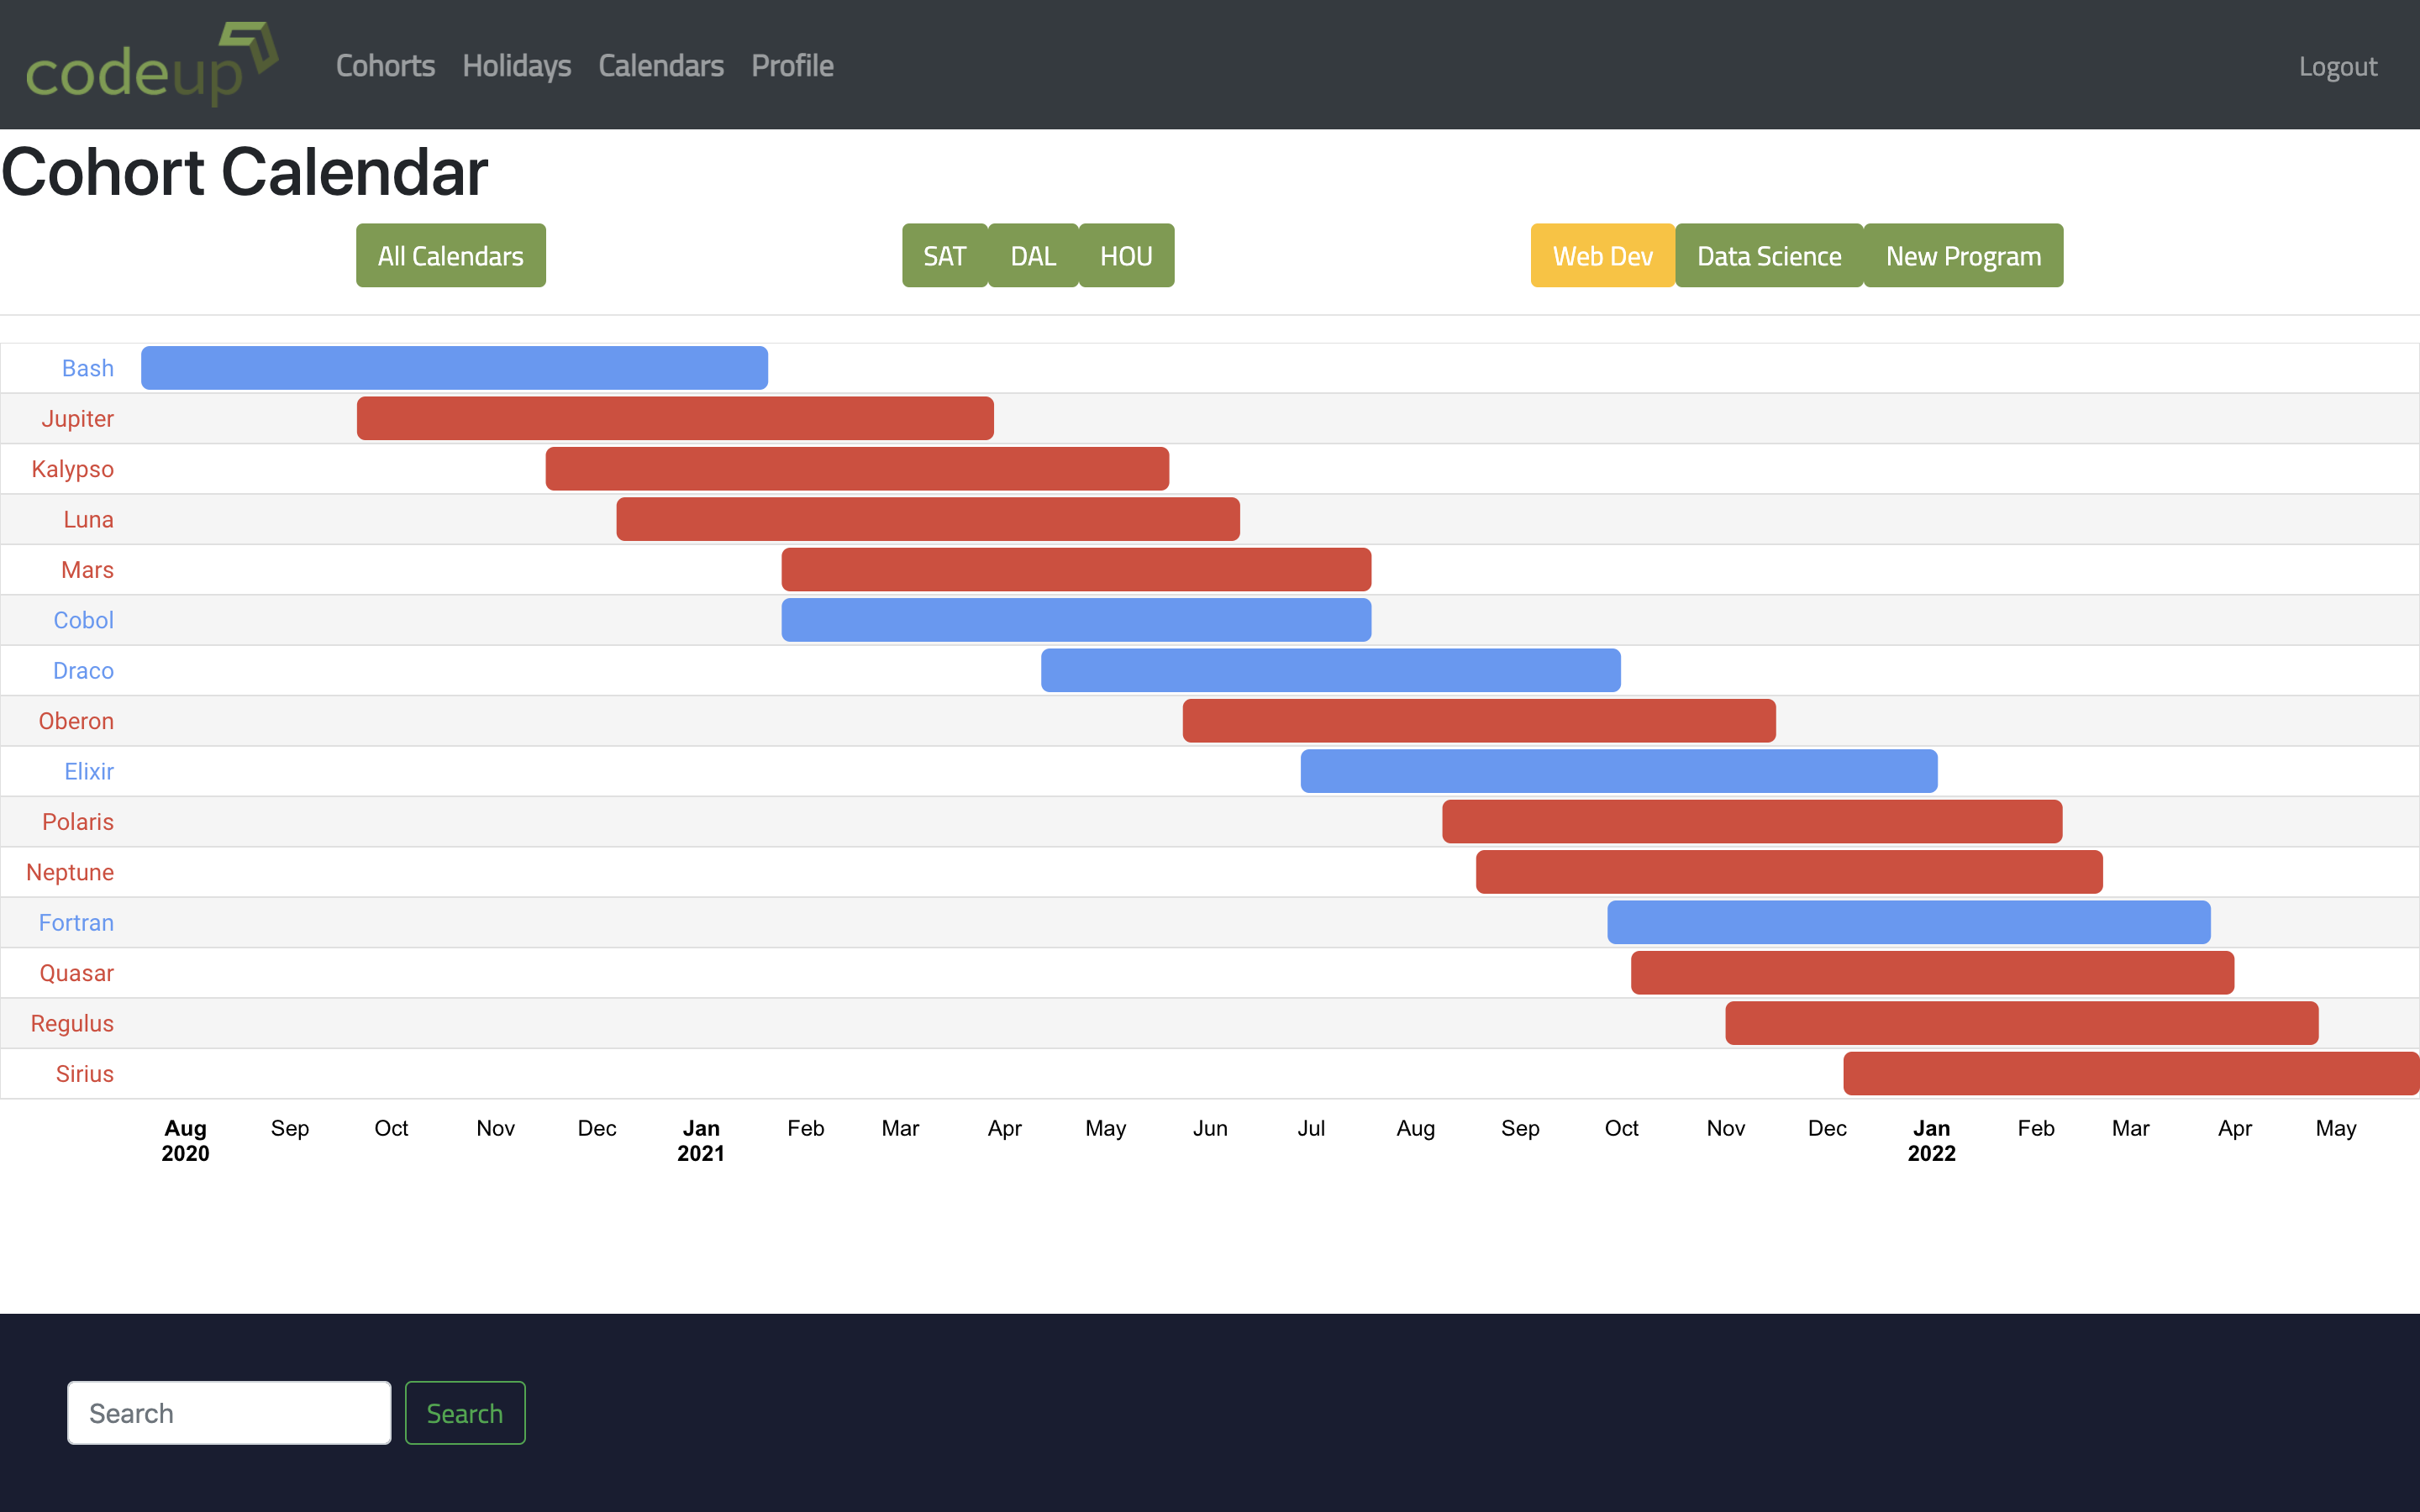 codeup
Cohorts Holidays Calendars Profile Logout
Cohort Calendar
All Calendars SAT DAL HOU Web Dev Data Science New Program
Bash
Jupiter
Kalypso
Luna
Mars
Cobol
Draco
Oberon
Elixir
Polaris
Neptune
Fortran
Quasar
Regulus
Sirius
Aug Sep Oct Nov Dec Jan Feb Mar Apr May Jun Jul Aug Sep Oct Nov Dec Jan Feb Mar Apr May
2020 2021 2022
Search Search